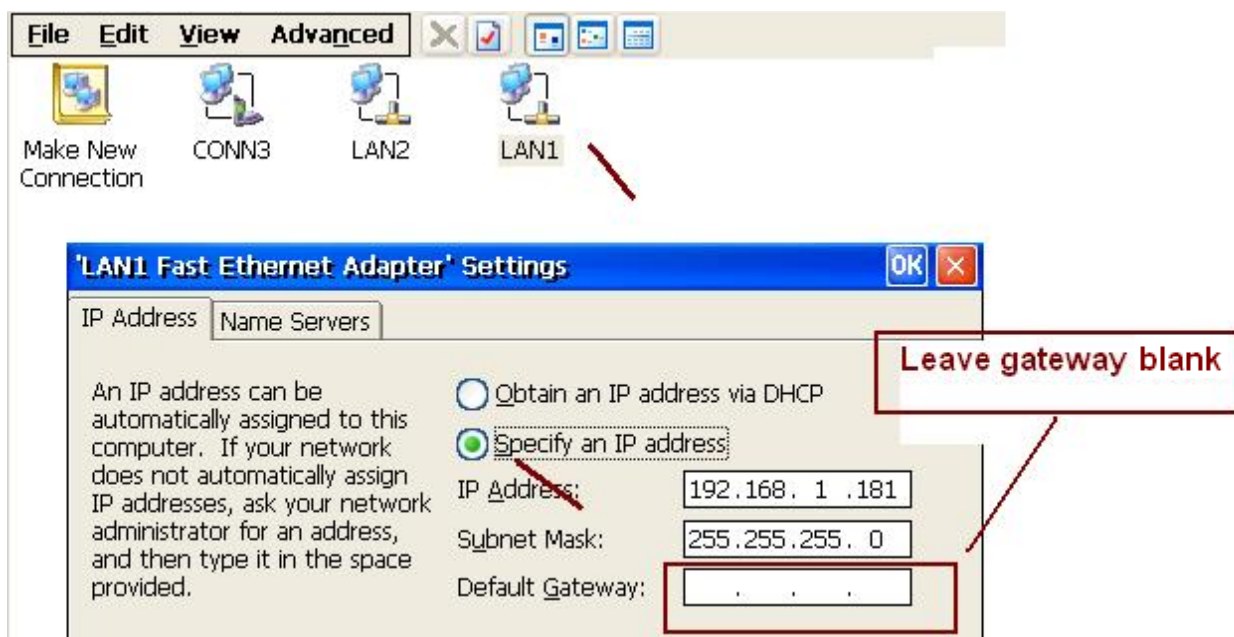 File Edit View Advanced
Make New Connection
CONN3
LAN2
LAN1
'LAN1 Fast Ethernet Adapter' Settings
OK
IP Address
Name Servers
Leave gateway blank
An IP address can be
automatically assigned to this
computer. If your network
does not automatically assign
IP addresses, ask your network
administrator for an address,
and then type it in the space
provided.
Obtain an IP address via DHCP
Specify an IP address
IP Address: 192.168. 1 .181
Subnet Mask: 255.255.255. 0
Default Gateway: . . .